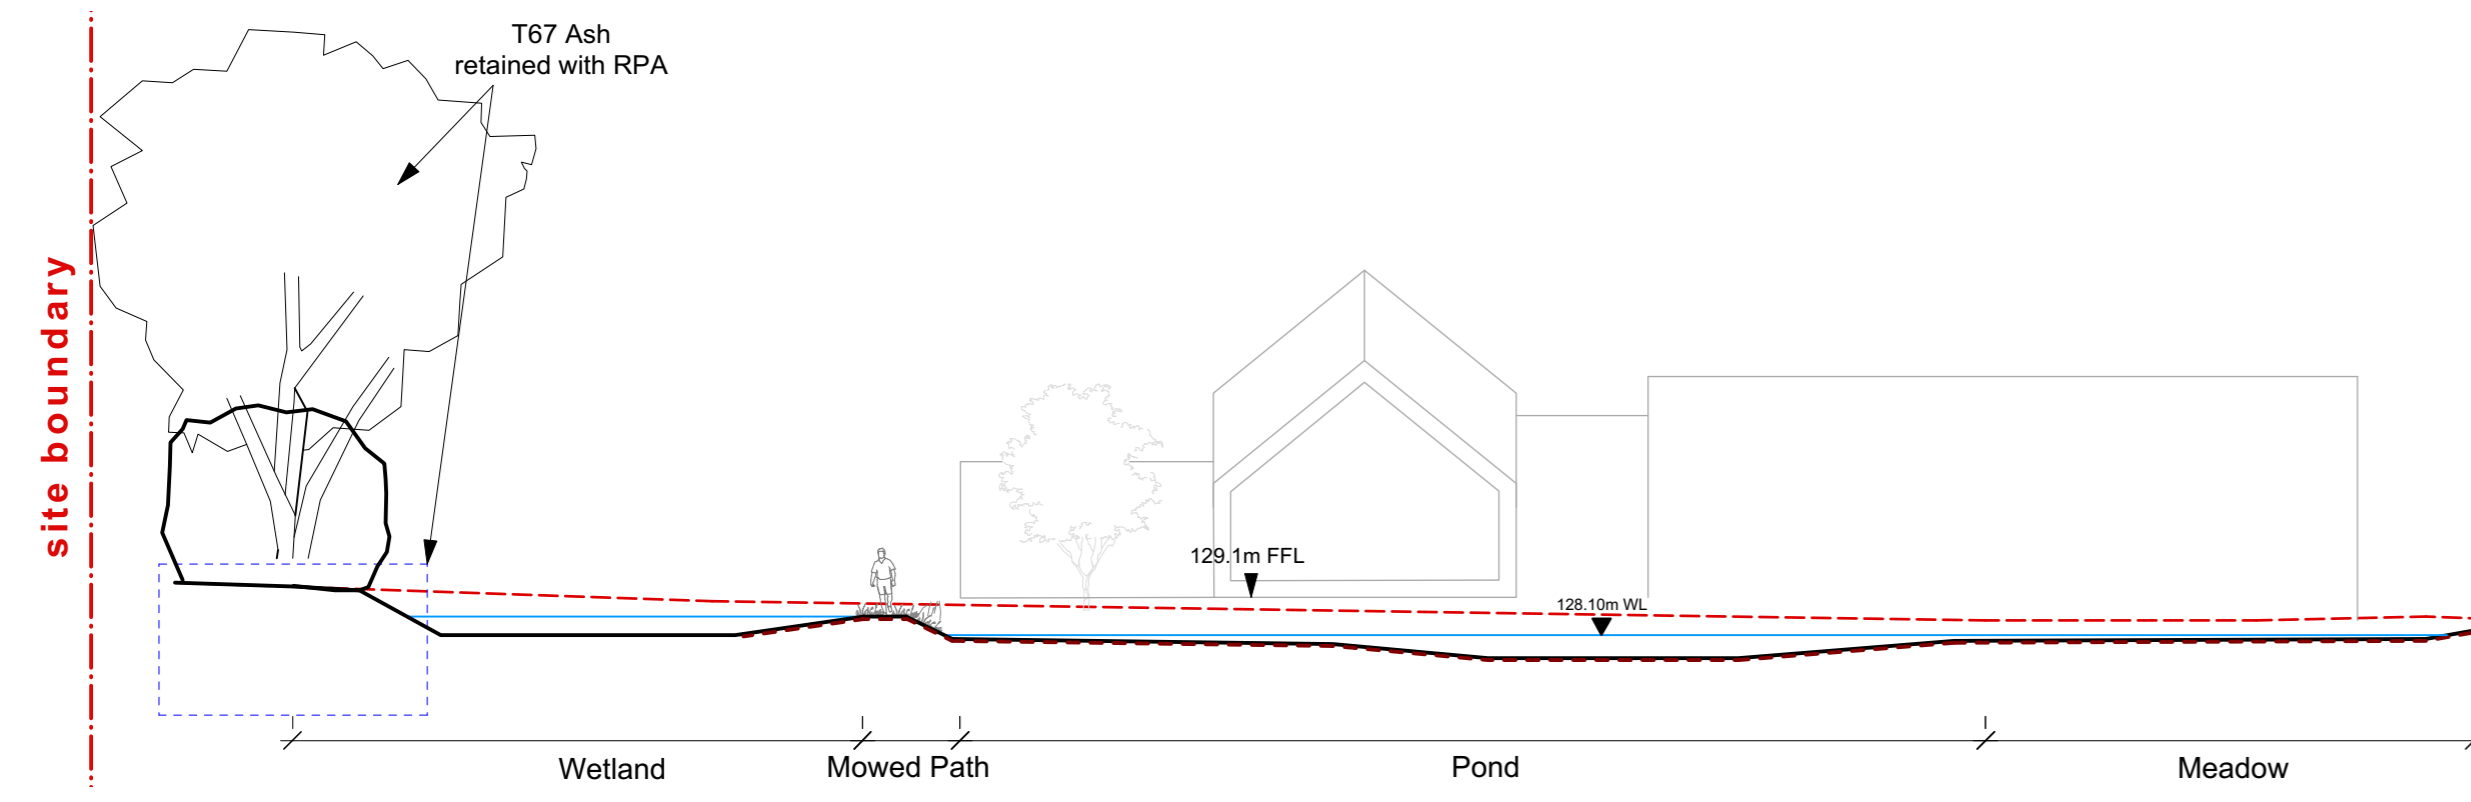 T67 Ash
retained with RPA
site boundary
129.1m FFL
128.10m WL
Wetland
Mowed Path
Pond
Meadow